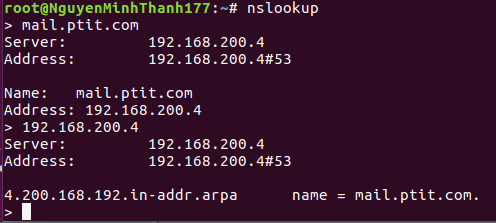 root@NguyenMinhThanh177:~# nslookup
> mail.ptit.com
Server: 192.168.200.4
Address: 192.168.200.4#53
Name: mail.ptit.com
Address: 192.168.200.4
> 192.168.200.4
Server: 192.168.200.4
Address: 192.168.200.4#53
4.200.168.192.in-addr.arpa name = mail.ptit.com.
>